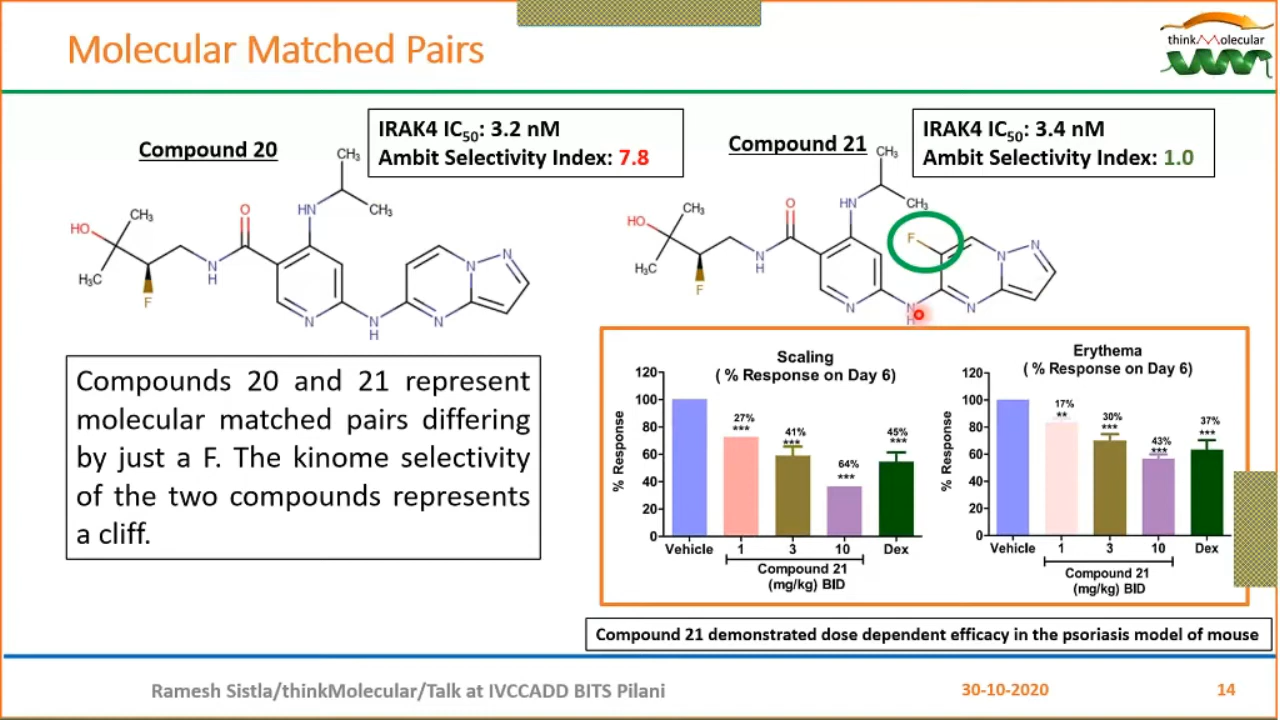 Molecular Matched Pairs
thinkMolecular
Compound 20
IRAK4 IC50: 3.2 nM
Ambit Selectivity Index: 7.8
Compound 21
IRAK4 IC50: 3.4 nM
Ambit Selectivity Index: 1.0
CH3
HN
CH3
CH3
HO
O
H3C
F
N
H
N
N
H
N
N
N
CH3
HN
CH3
CH3
HO
O
F
H3C
F
N
H
N
N
H
N
N
N
Compounds 20 and 21 represent
molecular matched pairs differing
by just a F. The kinome selectivity
of the two compounds represents
a cliff.
Scaling
( % Response on Day 6)
% Response
120
100
80
60
40
20
0
27%
***
41%
***
64%
***
45%
***
Vehicle 1 3 10 Dex
Compound 21
(mg/kg) BID
Erythema
( % Response on Day 6)
% Response
120
100
80
60
40
20
0
17%
**
30%
***
43%
***
37%
***
Vehicle 1 3 10 Dex
Compound 21
(mg/kg) BID
Compound 21 demonstrated dose dependent efficacy in the psoriasis model of mouse
Ramesh Sistla/thinkMolecular/Talk at IVCCADD BITS Pilani
30-10-2020
14